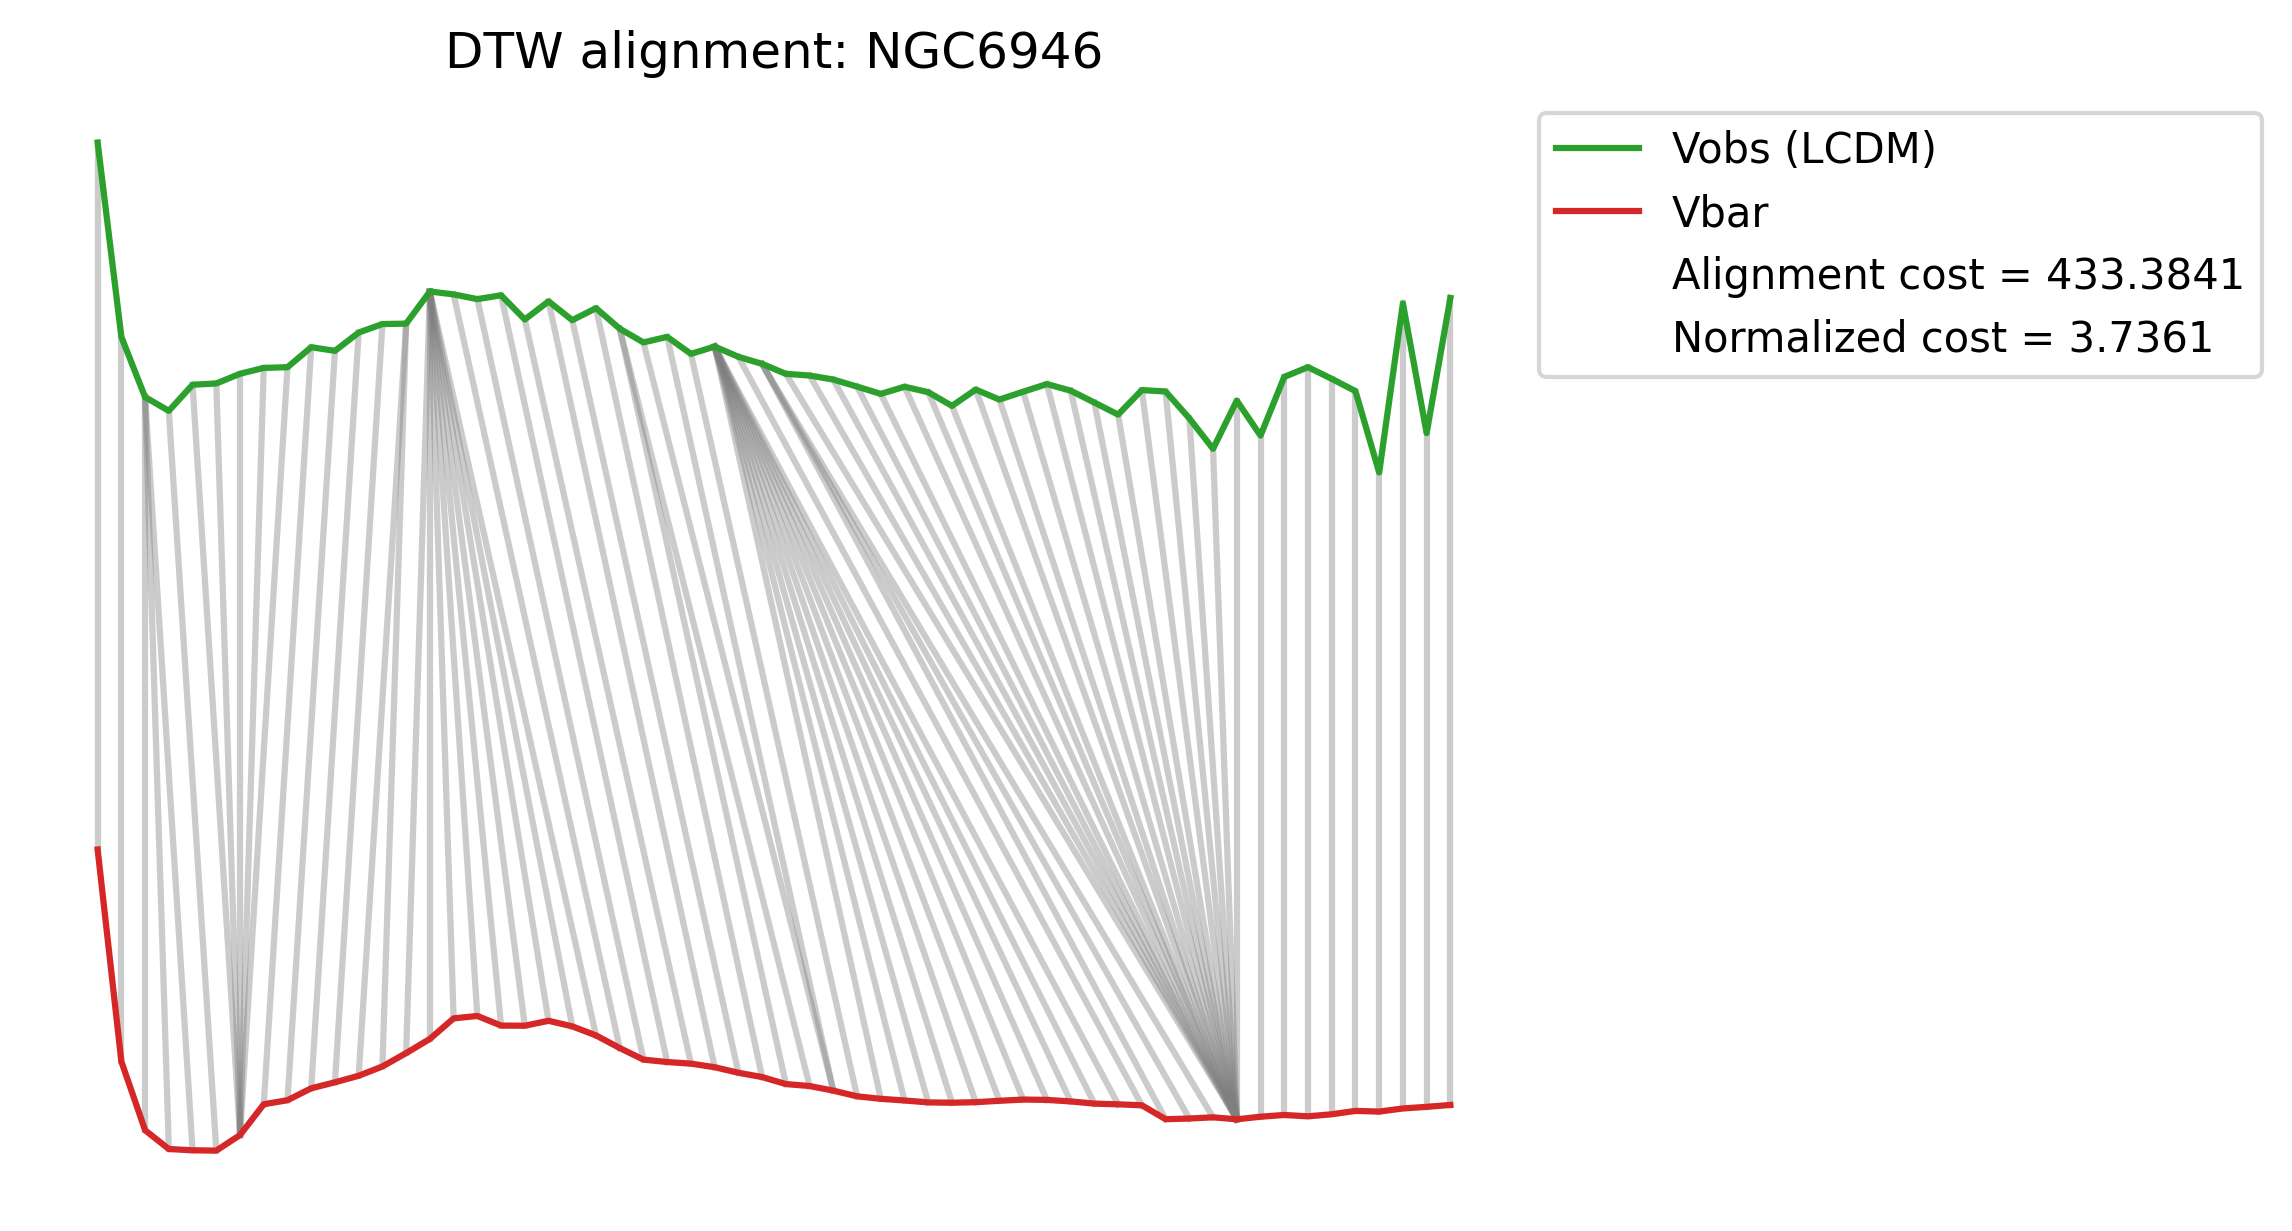 DTW alignment: NGC6946
Vobs (LCDM)
Vbar
Alignment cost = 433.3841
Normalized cost = 3.7361